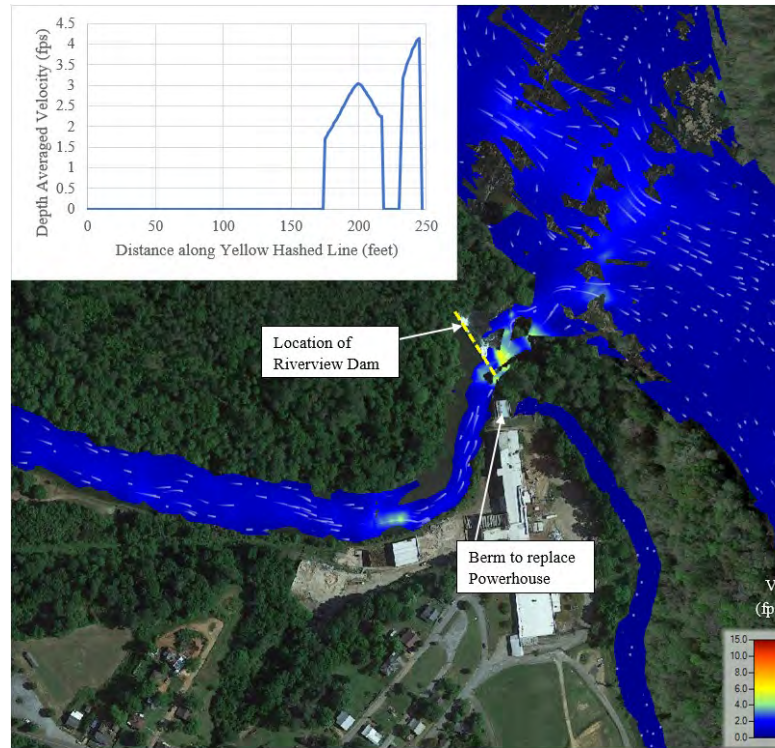 4.5
4
3.5
3
2.5
2
1.5
1
0.5
0
Depth Averaged Velocity (fps)
0 50 100 150 200 250
Distance along Yellow Hashed Line (feet)
Location of
Riverview Dam
Berm to replace
Powerhouse
V
(fp
15.0
10.0
8.0
6.0
4.0
2.0
0.0